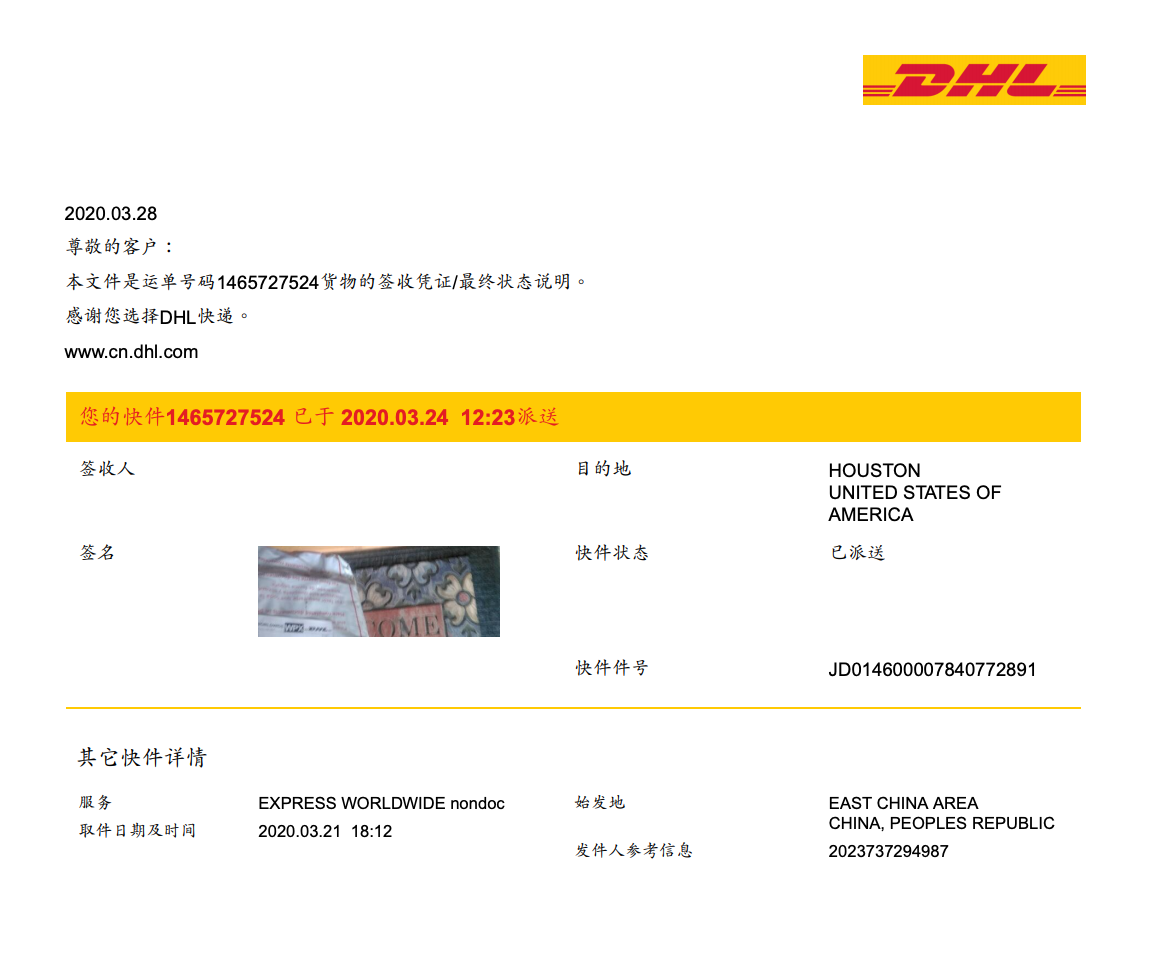 DHL
2020.03.28
尊敬的客户：
本文件是运单号码1465727524货物的签收凭证/最终状态说明。
感谢您选择DHL快递。
www.cn.dhl.com
您的快件1465727524 已于 2020.03.24 12:23派送
签收人
目的地
HOUSTON
UNITED STATES OF
AMERICA
签名
WPX
HOME
快件状态
已派送
快件件号
JD014600007840772891
其它快件详情
服务
EXPRESS WORLDWIDE nondoc
始发地
EAST CHINA AREA
CHINA, PEOPLES REPUBLIC
取件日期及时间
2020.03.21 18:12
发件人参考信息
2023737294987